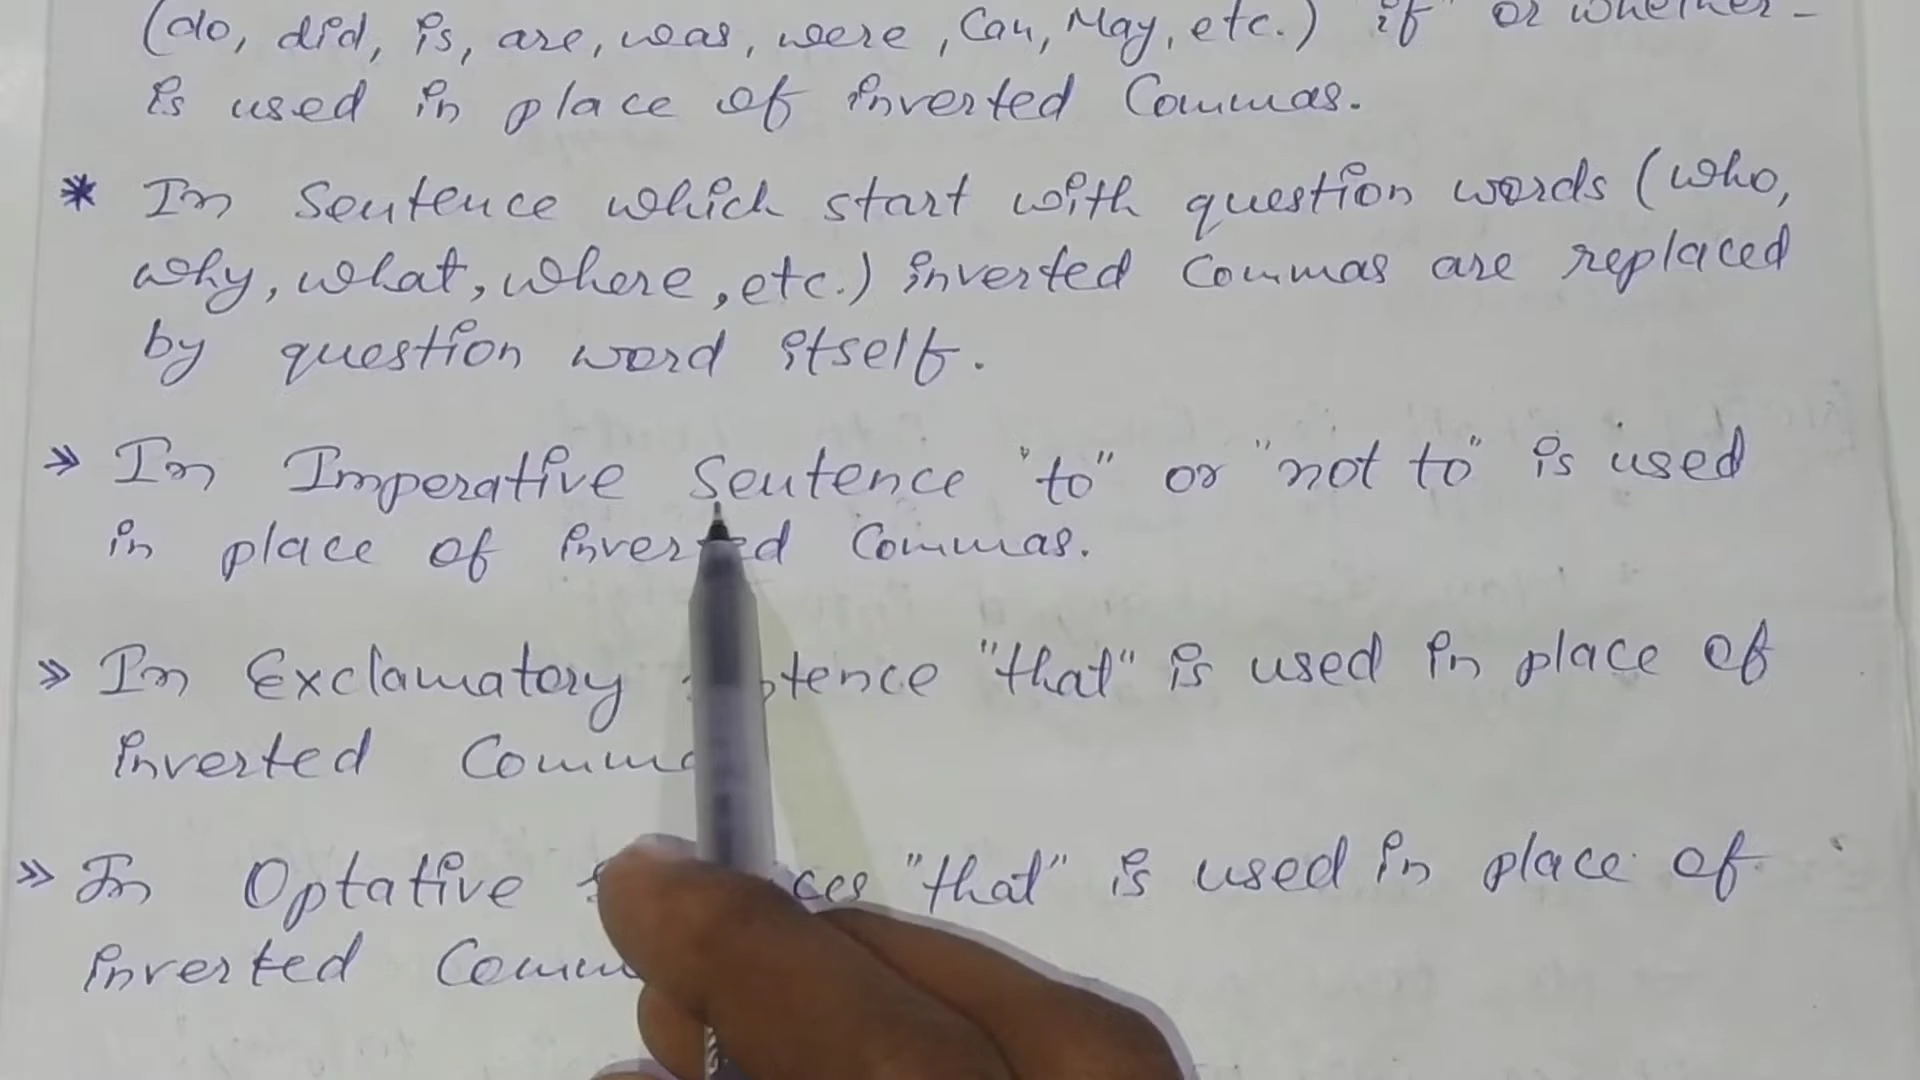 (do, did, is, are, was, were, Can, May, etc.) if" or whether -
is used in place of inverted Commas.
* In Sentence which start with question words (who,
why, what, where, etc.) inverted Commas are replaced
by question word itself.
» In Imperative Sentence "to" or "not to" is used
in place of inverted Commas.
» In Exclamatory "that" is used in place of
inverted
» In Optative "that" is used in place of
inverted